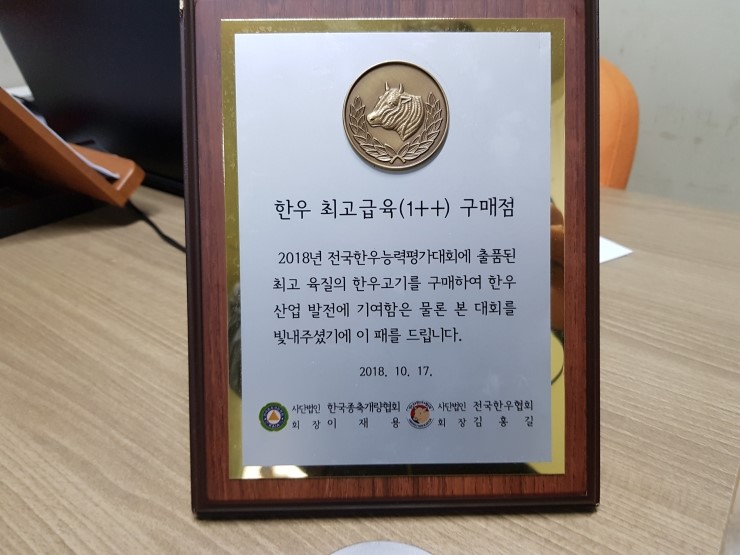 한우 최고급육(1++) 구매점
2018년 전국한우능력평가대회에 출품된
최고 육질의 한우고기를 구매하여 한우
산업 발전에 기여함은 물론 본 대회를
빛내주셨기에 이 패를 드립니다.
2018. 10. 17.
사단법인 한국종축개량협회 사단법인 전국한우협회
회 장 이 재 용 회 장 김 홍 길